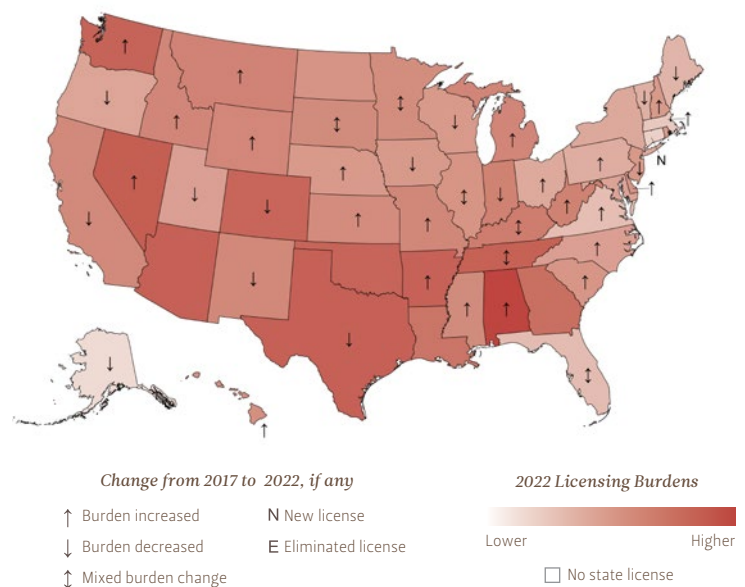 N
Change from 2017 to 2022, if any
2022 Licensing Burdens
↑ Burden increased
N New license
↓ Burden decreased
E Eliminated license
↕ Mixed burden change
Lower
Higher
No state license